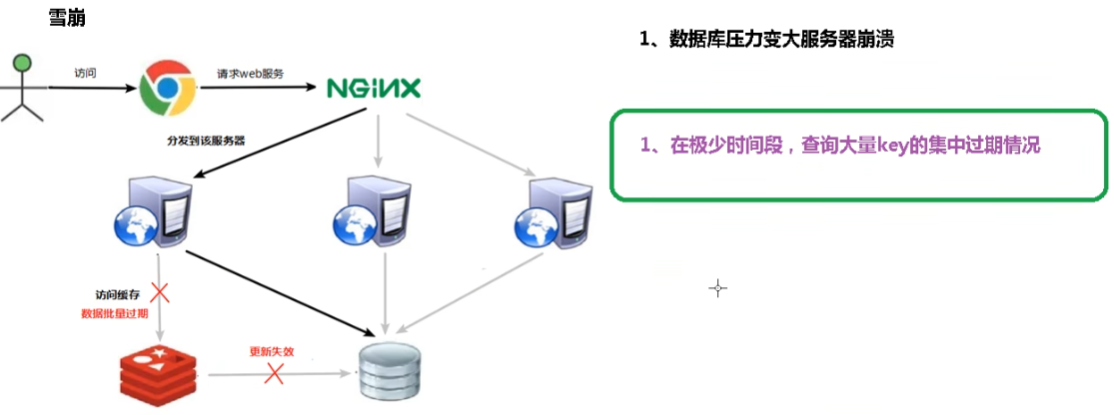 雪崩
1、数据库压力变大服务器崩溃
访问
请求web服务
NGINX
1、在极少时间段，查询大量key的集中过期情况
分发到该服务器
访问缓存
数据批量过期
更新失效